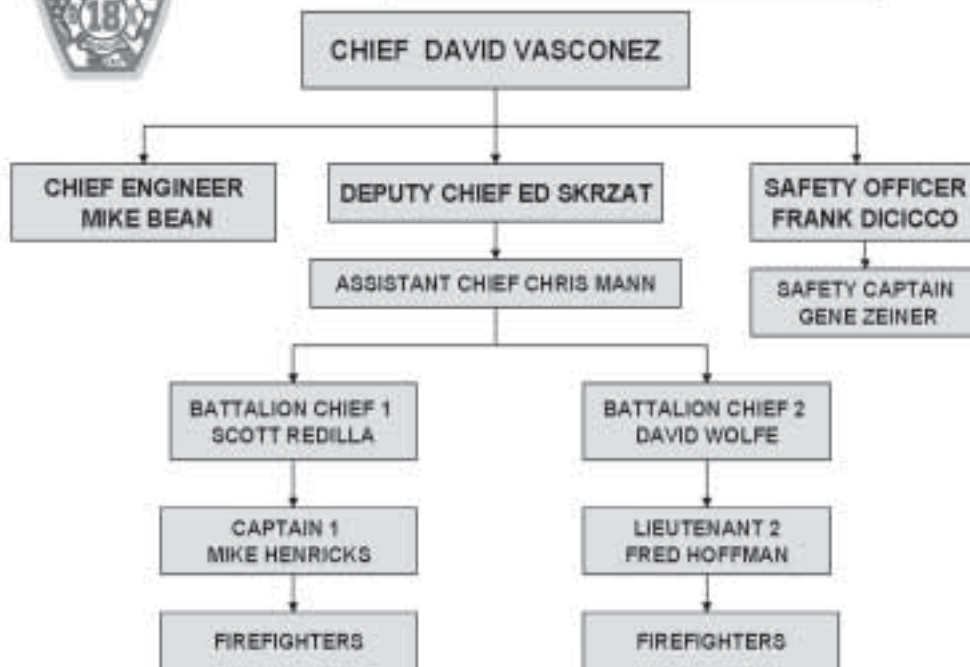 18
CHIEF DAVID VASCONEZ
CHIEF ENGINEER
MIKE BEAN
DEPUTY CHIEF ED SKRZAT
SAFETY OFFICER
FRANK DICICCO
ASSISTANT CHIEF CHRIS MANN
SAFETY CAPTAIN
GENE ZEINER
BATTALION CHIEF 1
SCOTT REDILLA
BATTALION CHIEF 2
DAVID WOLFE
CAPTAIN 1
MIKE HENRICKS
LIEUTENANT 2
FRED HOFFMAN
FIREFIGHTERS
FIREFIGHTERS